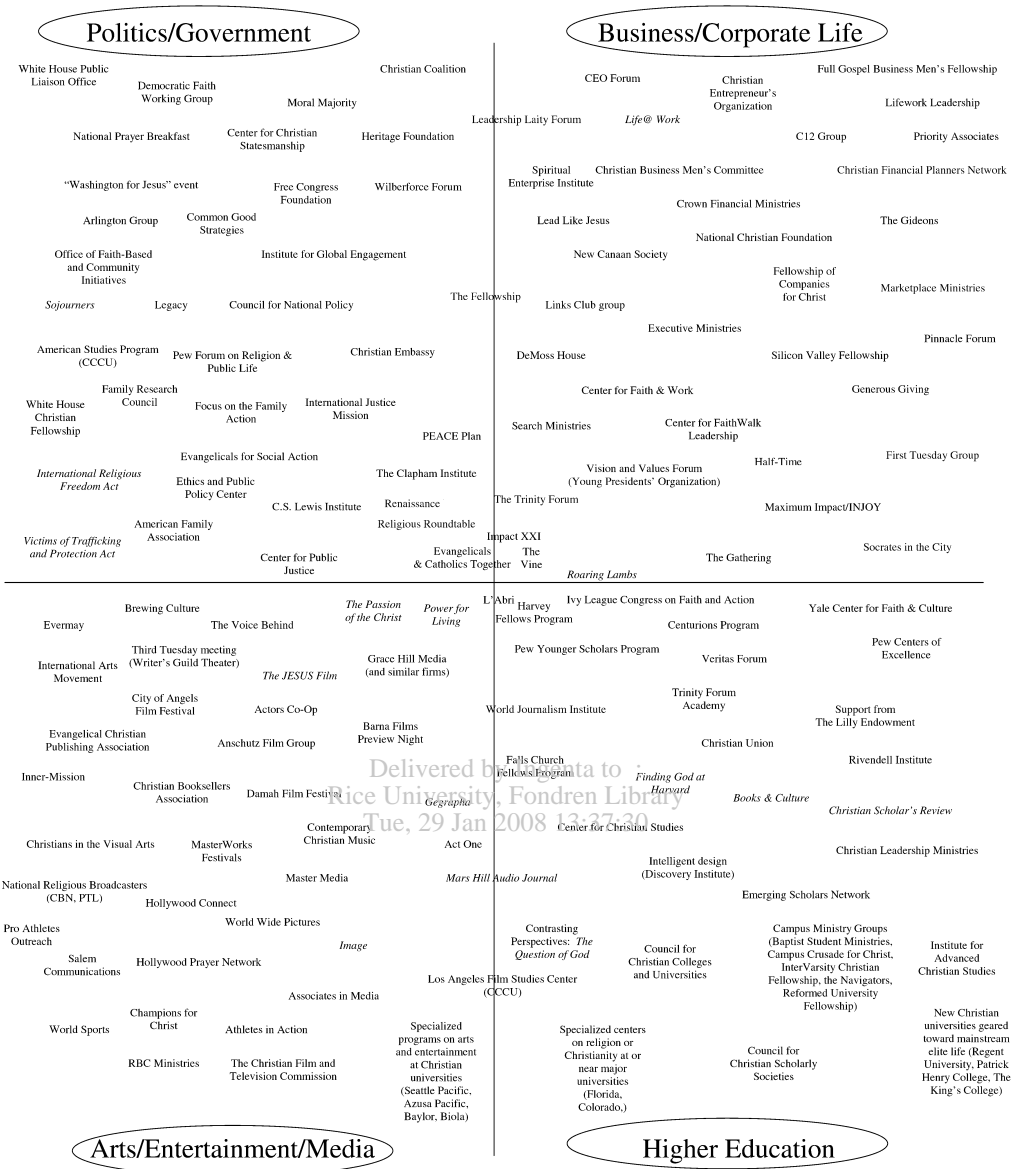 Politics/Government
Business/Corporate Life
White House Public
Liaison Office
Democratic Faith
Working Group
Christian Coalition
Moral Majority
National Prayer Breakfast
Center for Christian
Statesmanship
Heritage Foundation
“Washington for Jesus” event
Free Congress
Foundation
Wilberforce Forum
Arlington Group
Common Good
Strategies
Office of Faith-Based
and Community
Initiatives
Institute for Global Engagement
Sojourners
Legacy
Council for National Policy
The Fellowship
American Studies Program
(CCCU)
Pew Forum on Religion &
Public Life
Christian Embassy
Family Research
Council
White House
Christian
Fellowship
Focus on the Family
Action
International Justice
Mission
PEACE Plan
Evangelicals for Social Action
International Religious
Freedom Act
Ethics and Public
Policy Center
The Clapham Institute
C.S. Lewis Institute
Renaissance
American Family
Association
Religious Roundtable
Victims of Trafficking
and Protection Act
Center for Public
Justice
Impact XXI
Evangelicals
& Catholics Together
The
Vine
CEO Forum
Christian
Entrepreneur’s
Organization
Full Gospel Business Men’s Fellowship
Lifework Leadership
Leadership Laity Forum
Life@ Work
C12 Group
Priority Associates
Spiritual
Enterprise Institute
Christian Business Men’s Committee
Christian Financial Planners Network
Crown Financial Ministries
Lead Like Jesus
The Gideons
National Christian Foundation
New Canaan Society
Fellowship of
Companies
for Christ
Marketplace Ministries
Links Club group
Executive Ministries
Pinnacle Forum
DeMoss House
Silicon Valley Fellowship
Center for Faith & Work
Generous Giving
Search Ministries
Center for FaithWalk
Leadership
First Tuesday Group
Half-Time
Vision and Values Forum
(Young Presidents’ Organization)
The Trinity Forum
Maximum Impact/INJOY
Socrates in the City
The Gathering
Roaring Lambs
Brewing Culture
The Passion
of the Christ
Power for
Living
Evermay
The Voice Behind
Third Tuesday meeting
(Writer’s Guild Theater)
International Arts
Movement
Grace Hill Media
(and similar firms)
The JESUS Film
City of Angels
Film Festival
Actors Co-Op
Barna Films
Preview Night
Evangelical Christian
Publishing Association
Anschutz Film Group
Inner-Mission
Christian Booksellers
Association
Damah Film Festival
Gegrapha
Contemporary
Christian Music
Christians in the Visual Arts
MasterWorks
Festivals
Act One
Master Media
Mars Hill Audio Journal
National Religious Broadcasters
(CBN, PTL)
Hollywood Connect
World Wide Pictures
Pro Athletes
Outreach
Image
Salem
Communications
Hollywood Prayer Network
Los Angeles Film Studies Center
(CCCU)
Associates in Media
Champions for
Christ
World Sports
Athletes in Action
RBC Ministries
The Christian Film and
Television Commission
Specialized
programs on arts
and entertainment
at Christian
universities
(Seattle Pacific,
Azusa Pacific,
Baylor, Biola)
L’Abri
Harvey
Fellows Program
Ivy League Congress on Faith and Action
Yale Center for Faith & Culture
Centurions Program
Pew Younger Scholars Program
Veritas Forum
Pew Centers of
Excellence
Trinity Forum
Academy
World Journalism Institute
Support from
The Lilly Endowment
Christian Union
Falls Church
Fellows Program
Rivendell Institute
Finding God at
Harvard
Books & Culture
Christian Scholar’s Review
Center for Christian Studies
Christian Leadership Ministries
Intelligent design
(Discovery Institute)
Emerging Scholars Network
Contrasting
Perspectives: The
Question of God
Council for
Christian Colleges
and Universities
Campus Ministry Groups
(Baptist Student Ministries,
Campus Crusade for Christ,
InterVarsity Christian
Fellowship, the Navigators,
Reformed University
Fellowship)
Institute for
Advanced
Christian Studies
Specialized centers
on religion or
Christianity at or
near major
universities
(Florida,
Colorado,)
Council for
Christian Scholarly
Societies
New Christian
universities geared
toward mainstream
elite life (Regent
University, Patrick
Henry College, The
King’s College)
Delivered by Ingenta to :
Rice University, Fondren Library
Tue, 29 Jan 2008 13:37:30
Arts/Entertainment/Media
Higher Education